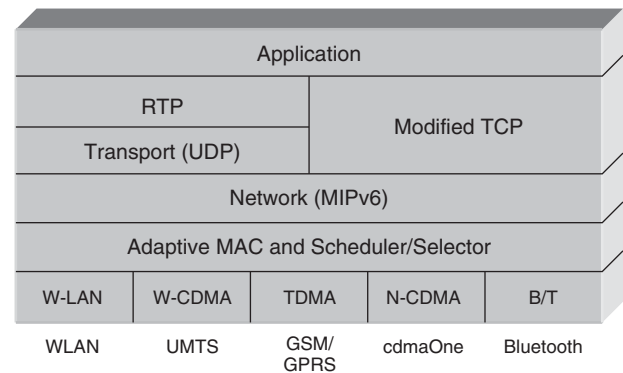 Application
RTP
Modified TCP
Transport (UDP)
Network (MIPv6)
Adaptive MAC and Scheduler/Selector
W-LAN W-CDMA TDMA N-CDMA B/T
WLAN UMTS GSM/ cdmaOne Bluetooth
GPRS